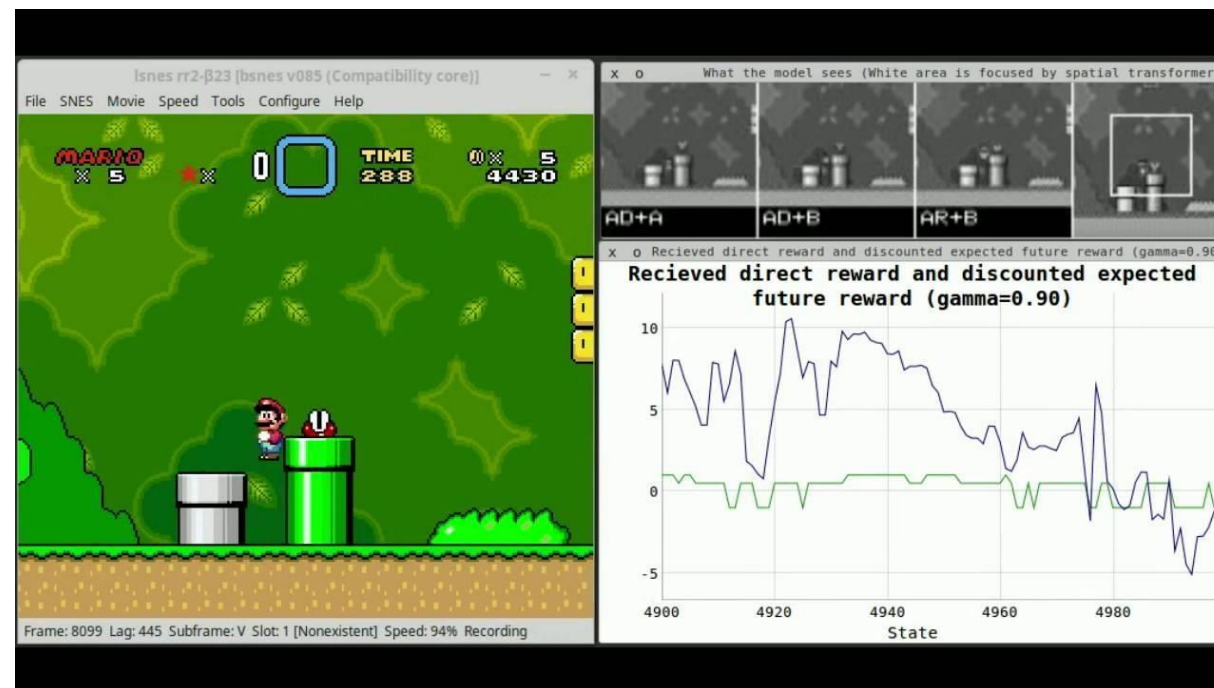 lsnes rr2-β23 [bsnes v085 (Compatibility core)]
File SNES Movie Speed Tools Configure Help
MARIO
x 5
x
0
TIME
288
x 5
4430
Frame: 8099 Lag: 445 Subframe: V Slot: 1 [Nonexistent] Speed: 94% Recording
x o What the model sees (White area is focused by spatial transformer
AD+A AD+B AR+B
x o Recieved direct reward and discounted expected future reward (gamma=0.90
Recieved direct reward and discounted expected
future reward (gamma=0.90)
10
5
0
-5
4900 4920 4940 4960 4980
State